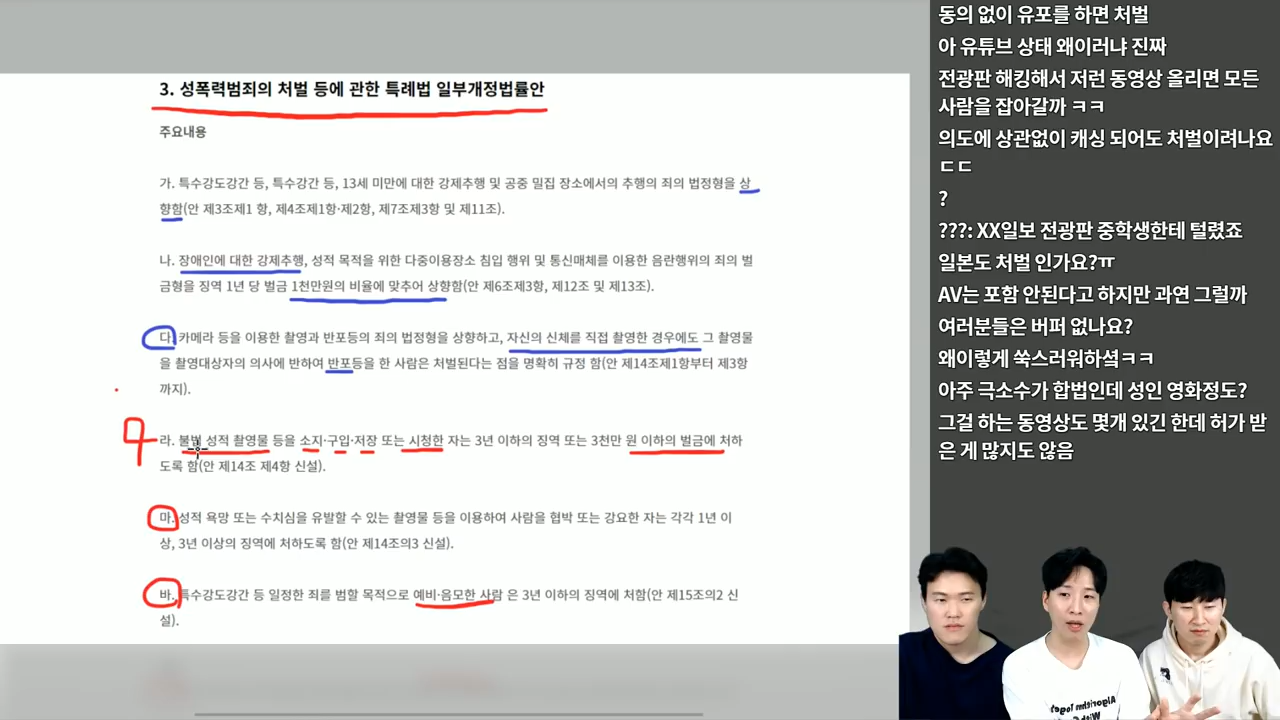 3. 성폭력범죄의 처벌 등에 관한 특례법 일부개정법률안
주요내용
가. 특수강도강간 등, 특수강간 등, 13세 미만에 대한 강제추행 및 공중 밀집 장소에서의 추행의 죄의 법정형을 상
향함(안 제3조제1 항, 제4조제1항·제2항, 제7조제3항 및 제11조).
나. 장애인에 대한 강제추행, 성적 목적을 위한 다중이용장소 침입 행위 및 통신매체를 이용한 음란행위의 죄의 벌
금형을 징역 1년 당 벌금 1천만원의 비율에 맞추어 상향함(안 제6조제3항, 제12조 및 제13조).
다. 카메라 등을 이용한 촬영과 반포등의 죄의 법정형을 상향하고, 자신의 신체를 직접 촬영한 경우에도 그 촬영물
을 촬영대상자의 의사에 반하여 반포등을 한 사람은 처벌된다는 점을 명확히 규정 함(안 제14조제1항부터 제3항
까지).
라. 불법 성적 촬영물 등을 소지·구입·저장 또는 시청한 자는 3년 이하의 징역 또는 3천만 원 이하의 벌금에 처하
도록 함(안 제14조 제4항 신설).
마. 성적 욕망 또는 수치심을 유발할 수 있는 촬영물 등을 이용하여 사람을 협박 또는 강요한 자는 각각 1년 이
상, 3년 이상의 징역에 처하도록 함(안 제14조의3 신설).
바. 특수강도강간 등 일정한 죄를 범할 목적으로 예비·음모한 사람 은 3년 이하의 징역에 처함(안 제15조의2 신
설).
동의 없이 유포를 하면 처벌
아 유튜브 상태 왜이러냐 진짜
전광판 해킹해서 저런 동영상 올리면 모든
사람을 잡아갈까 ㅋㅋ
의도에 상관없이 캐싱 되어도 처벌이려나요
ㄷㄷ
?
???: XX일보 전광판 중학생한테 털렸죠
일본도 처벌 인가요?ㅠ
AV는 포함 안된다고 하지만 과연 그럴까
여러분들은 버퍼 없나요?
왜이렇게 쑥스러워하셬ㅋㅋ
아주 극소수가 합법인데 성인 영화정도?
그걸 하는 동영상도 몇개 있긴 한데 허가 받
은 게 많지도 않음